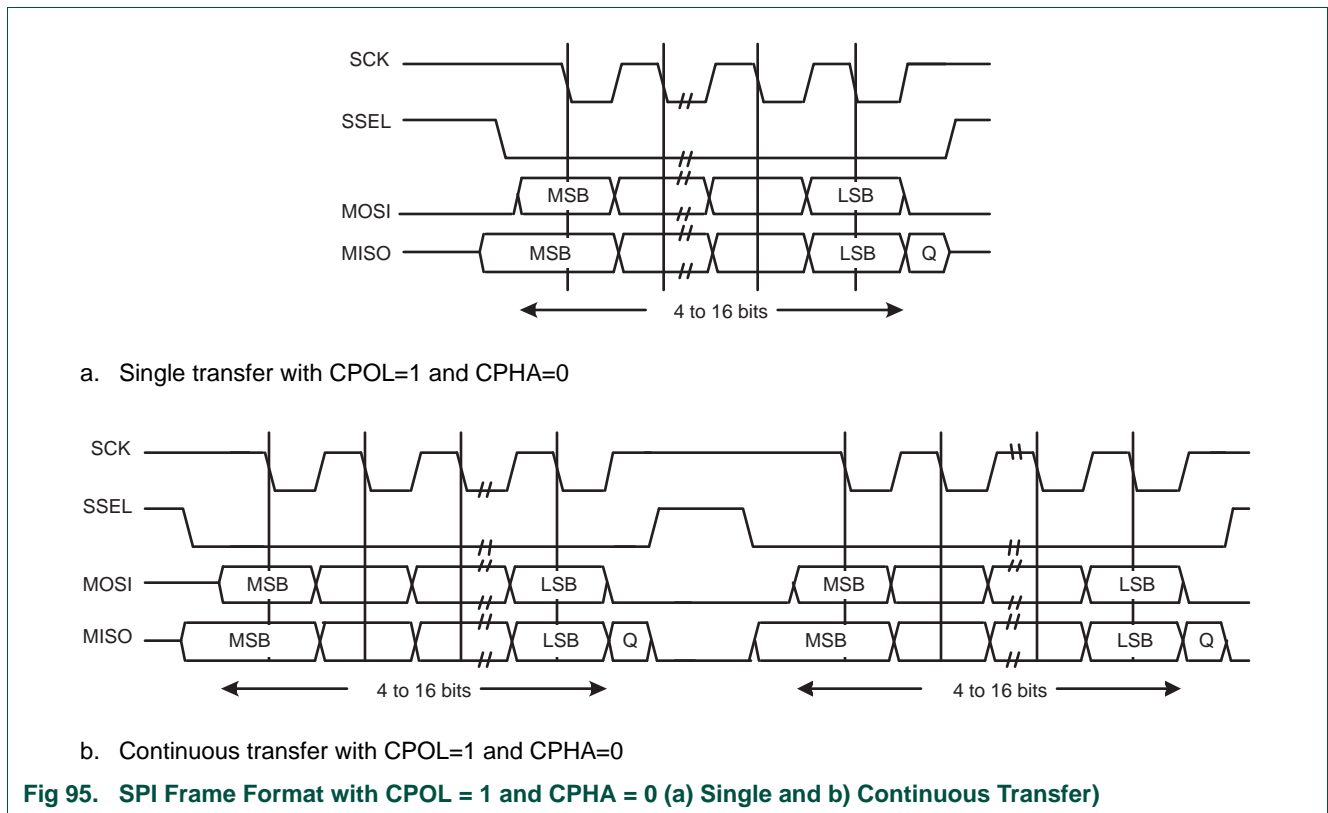 SCK
SSEL
MOSI
MSB
LSB
MISO
MSB
LSB
Q
4 to 16 bits
a. Single transfer with CPOL=1 and CPHA=0
SCK
SSEL
MOSI
MSB
LSB
MSB
LSB
MISO
MSB
LSB
Q
MSB
LSB
Q
4 to 16 bits
4 to 16 bits
b. Continuous transfer with CPOL=1 and CPHA=0
Fig 95. SPI Frame Format with CPOL = 1 and CPHA = 0 (a) Single and b) Continuous Transfer)